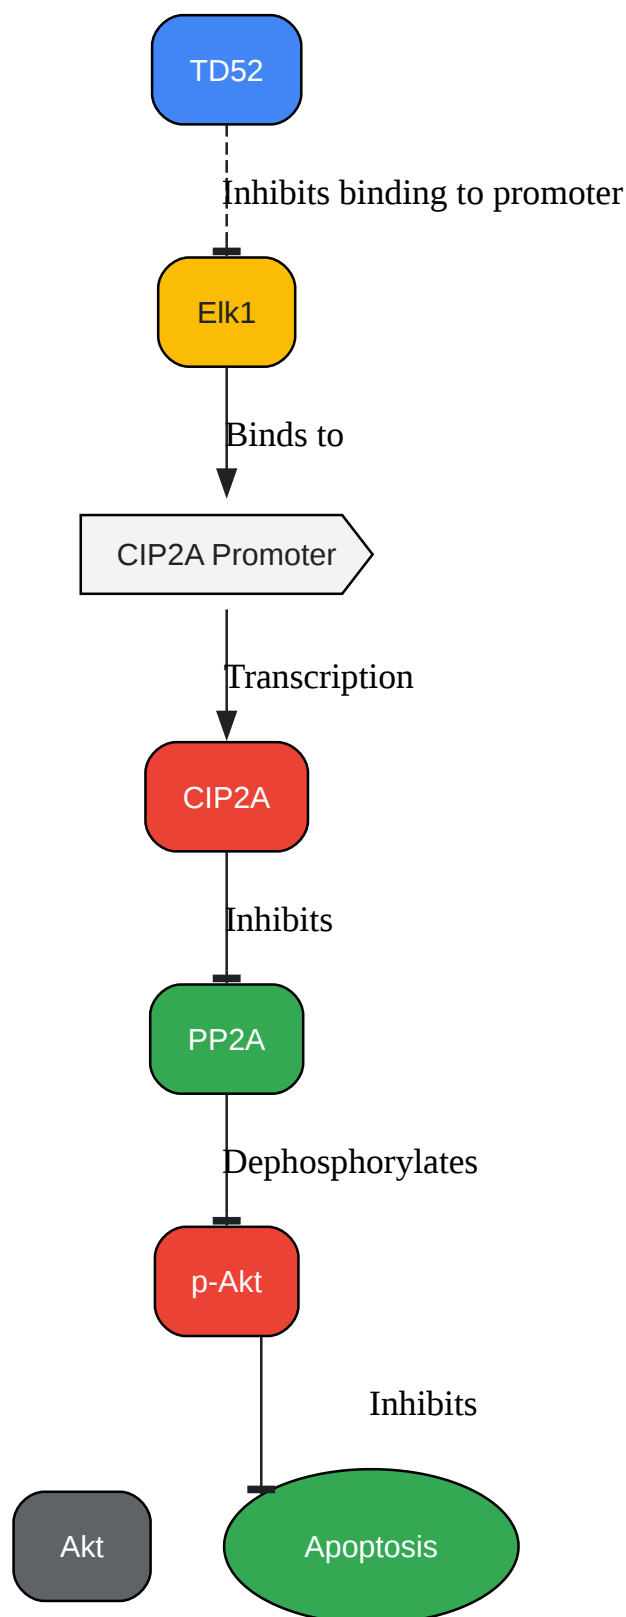 TD52
Inhibits binding to promoter
Elk1
Binds to
CIP2A Promoter
Transcription
CIP2A
Inhibits
PP2A
Dephosphorylates
p-Akt
Inhibits
Akt
Apoptosis